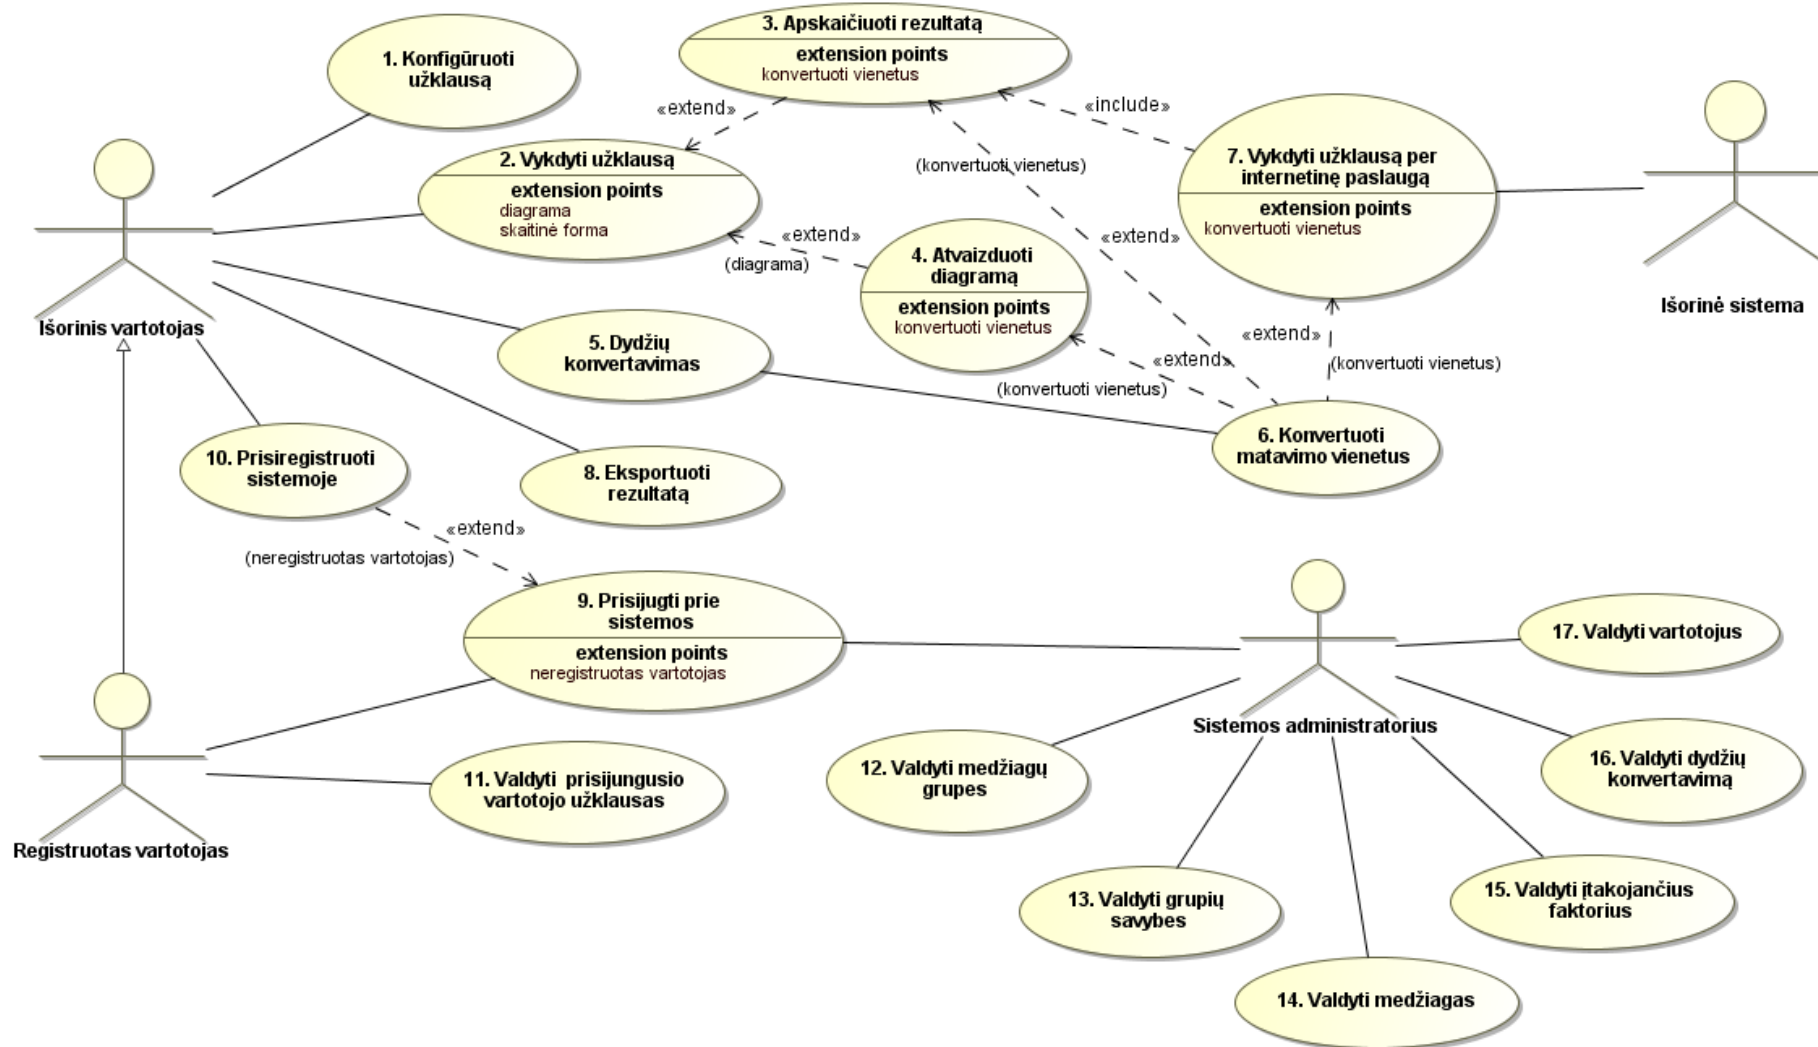 3. Apskaičiuoti rezultatą
extension points
konvertuoti vienetus
1. Konfigūruoti
užklausą
«extend»
«include»
2. Vykdyti užklausą
extension points
diagrama
skaitinė forma
(konvertuoti vienetus)
7. Vykdyti užklausą per
internetinę paslaugą
extension points
konvertuoti vienetus
«extend»
(diagrama)
«extend»
4. Atvaizduoti
diagramą
extension points
konvertuoti vienetus
Išorinis vartotojas
Išorinė sistema
5. Dydžių
konvertavimas
«extend»
(konvertuoti vienetus)
«extend»
(konvertuoti vienetus)
6. Konvertuoti
matavimo vienetus
10. Prisiregistruoti
sistemoje
8. Eksportuoti
rezultatą
«extend»
(neregistruotas vartotojas)
9. Prisijugti prie
sistemos
extension points
neregistruotas vartotojas
17. Valdyti vartotojus
Sistemos administratorius
12. Valdyti medžiagų
grupes
16. Valdyti dydžių
konvertavimą
11. Valdyti prisijungusio
vartotojo užklausas
Registruotas vartotojas
13. Valdyti grupių
savybes
15. Valdyti įtakojančius
faktorius
14. Valdyti medžiagas